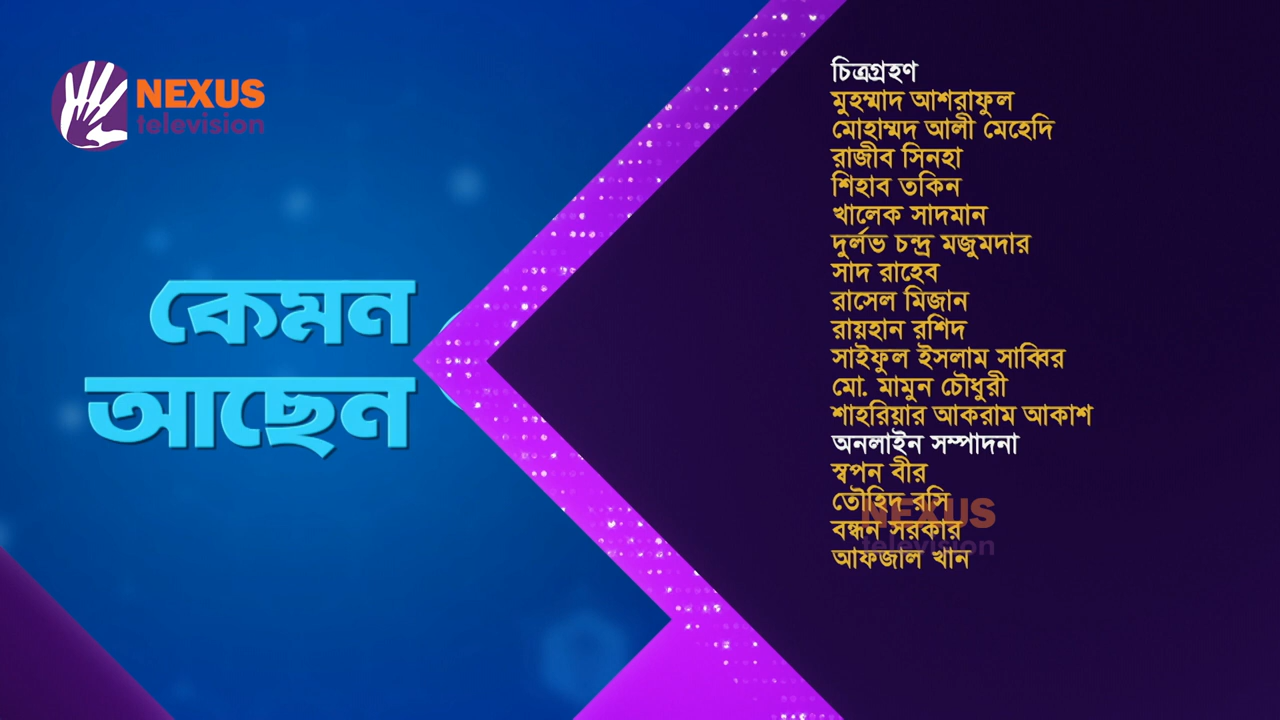 NEXUS
television
কেমন
আছেন
চিত্রগ্রহণ
মুহম্মাদ আশরাফুল
মোহাম্মদ আলী মেহেদি
রাজীব সিনহা
শিহাব তকিন
খালেক সাদমান
দুর্লভ চন্দ্র মজুমদার
সাদ রাহেব
রাসেল মিজান
রায়হান রশিদ
সাইফুল ইসলাম সাব্বির
মো. মামুন চৌধুরী
শাহরিয়ার আকরাম আকাশ
অনলাইন সম্পাদনা
স্বপন বীর
তৌহিদ রসি
NEXUS
বন্ধন সরকার
television
আফজাল খান